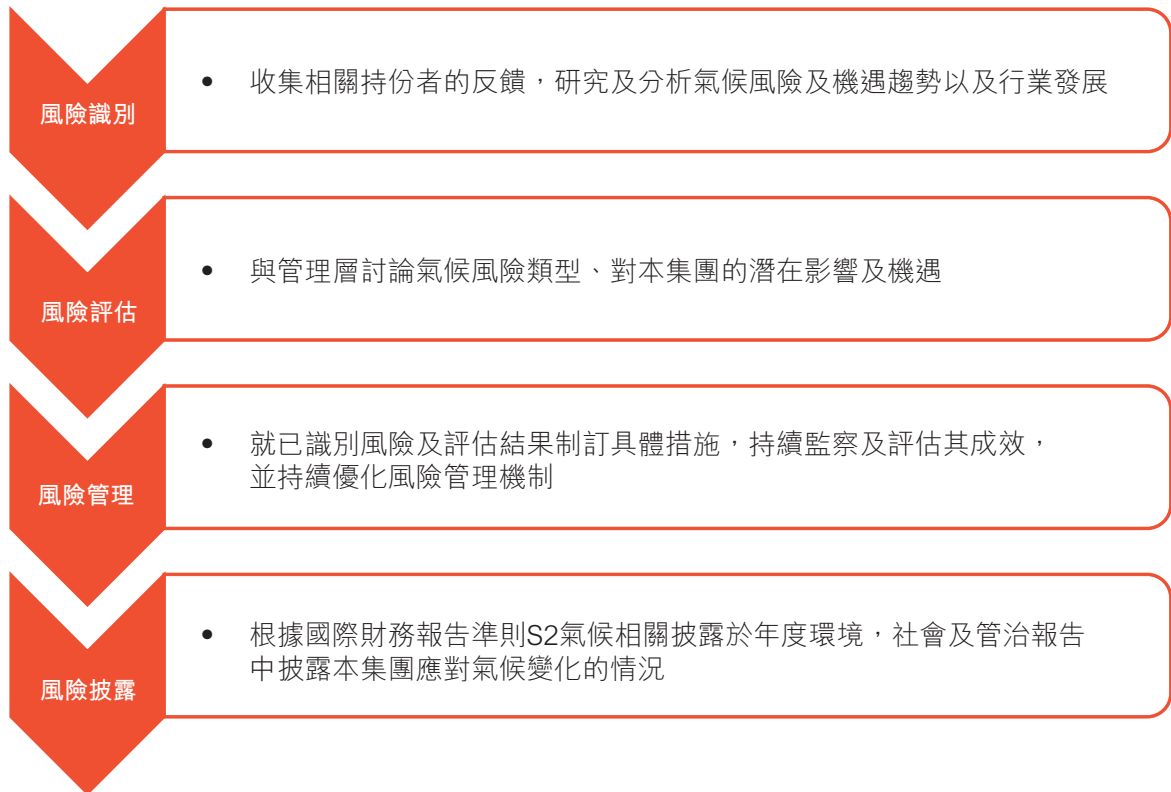 風險識別
• 收集相關持份者的反饋，研究及分析氣候風險及機遇趨勢以及行業發展
風險評估
• 與管理層討論氣候風險類型、對本集團的潛在影響及機遇
風險管理
• 就已識別風險及評估結果制訂具體措施，持續監察及評估其成效，
並持續優化風險管理機制
風險披露
• 根據國際財務報告準則S2氣候相關披露於年度環境，社會及管治報告
中披露本集團應對氣候變化的情況